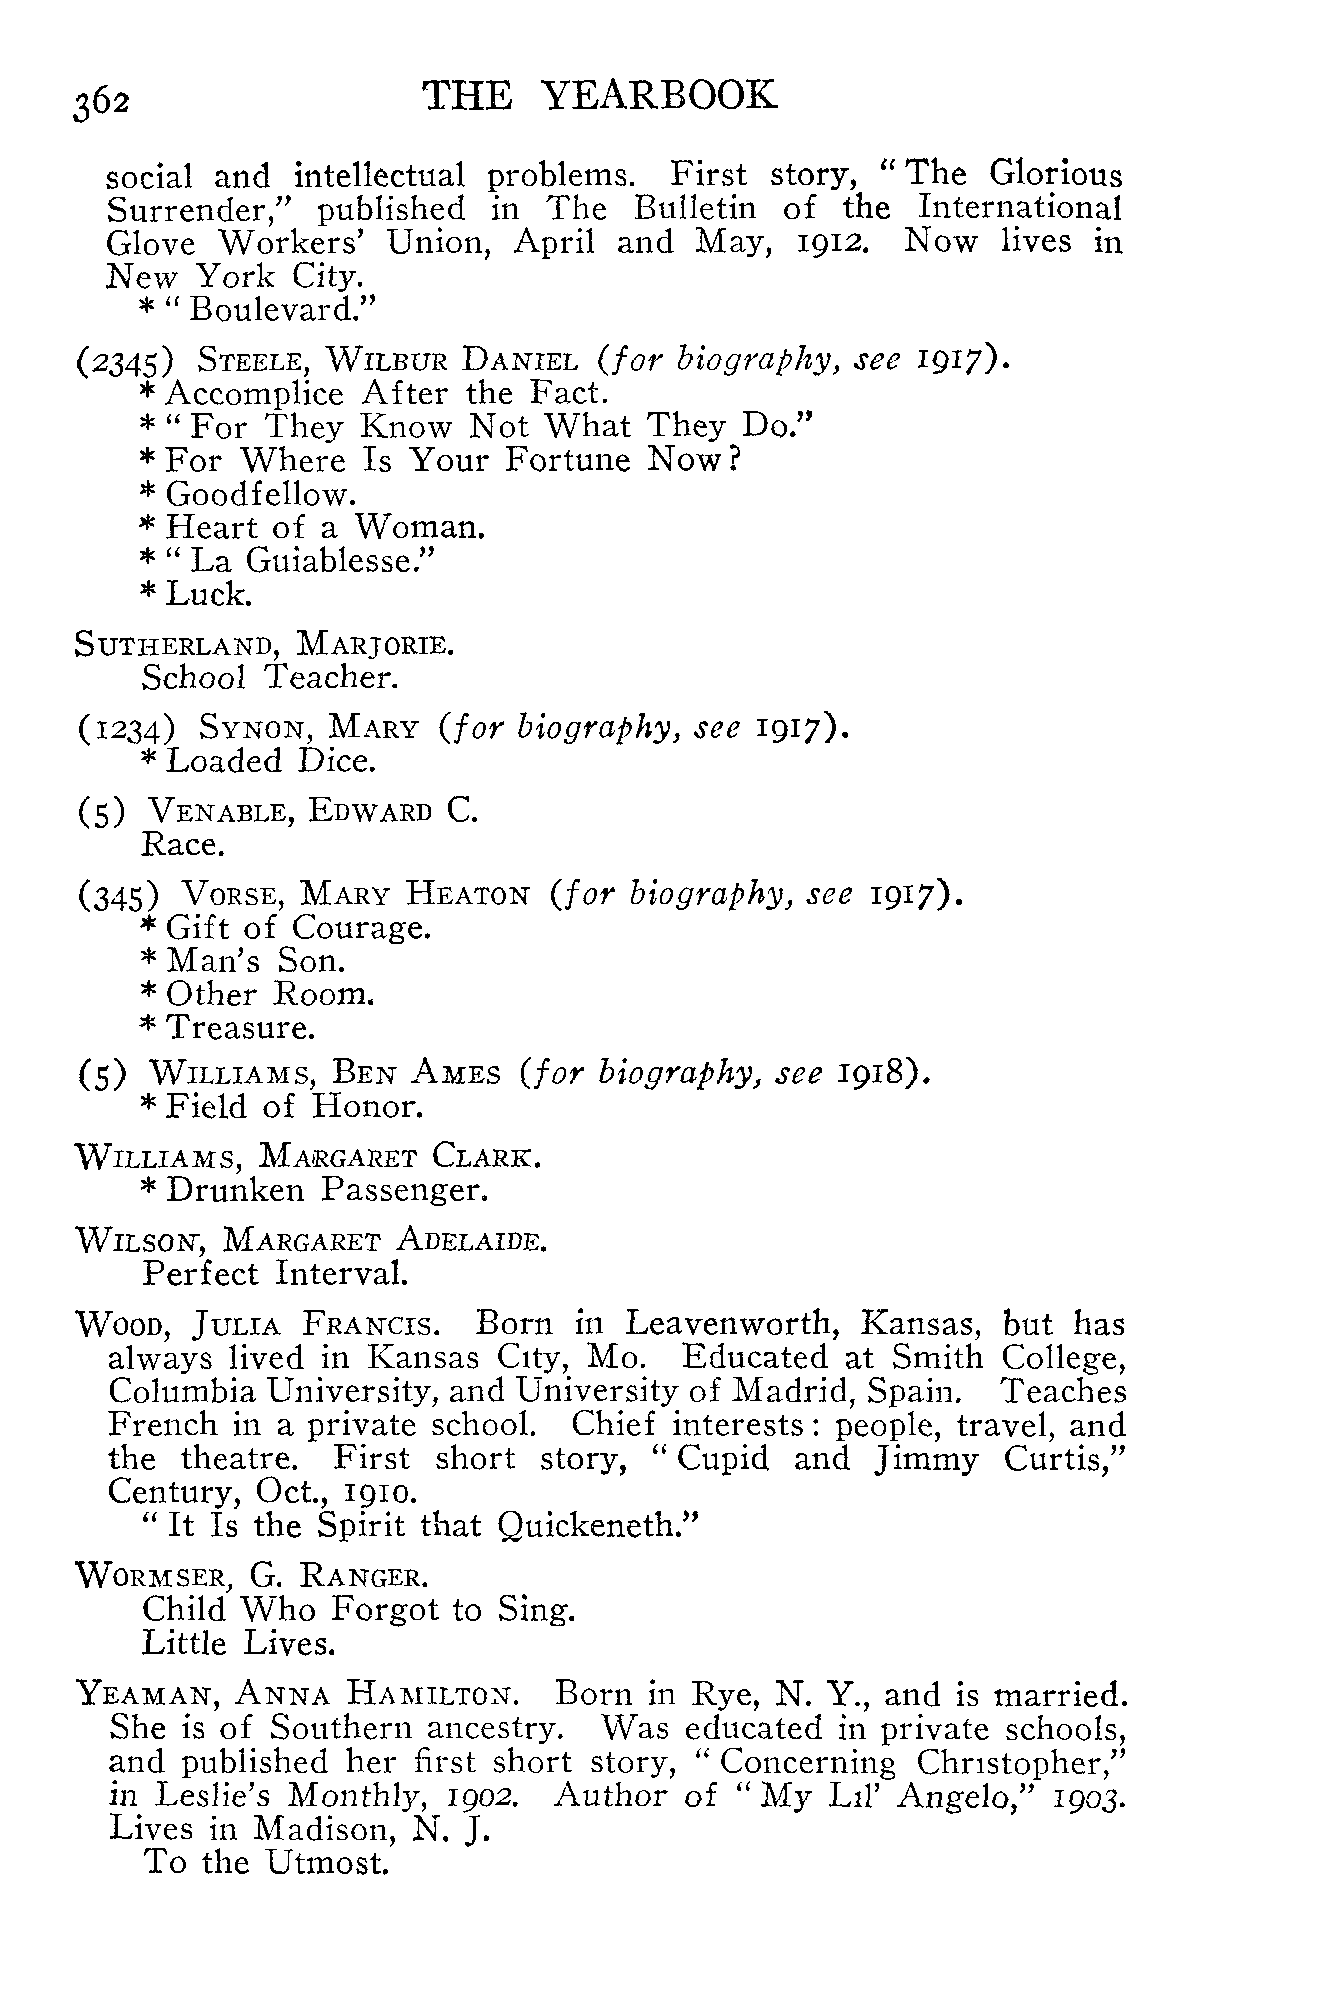 362 THE YEARBOOK
social and intellectual problems. First story, “The Glorious
Surrender,” published in The Bulletin of the International
Glove Workers’ Union, April and May, 1912. Now lives in
New York City.
* “Boulevard.”
(2345) STEELE, WILBUR DANIEL (for biography, see 1917).
* Accomplice After the Fact.
* “For They Know Not What They Do.”
* For Where Is Your Fortune Now?
* Goodfellow.
* Heart of a Woman.
* “La Guiablesse.”
* Luck.
SUTHERLAND, MARJORIE.
School Teacher.
(1234) SYNON, MARY (for biography, see 1917).
* Loaded Dice.
(5) VENABLE, EDWARD C.
Race.
(345) VORSE, MARY HEATON (for biography, see 1917).
* Gift of Courage.
* Man’s Son.
* Other Room.
* Treasure.
(5) WILLIAMS, BEN AMES (for biography, see 1918).
* Field of Honor.
WILLIAMS, MARGARET CLARK.
* Drunken Passenger.
WILSON, MARGARET ADELAIDE.
Perfect Interval.
WOOD, JULIA FRANCIS. Born in Leavenworth, Kansas, but has
always lived in Kansas City, Mo. Educated at Smith College,
Columbia University, and University of Madrid, Spain. Teaches
French in a private school. Chief interests: people, travel, and
the theatre. First short story, “Cupid and Jimmy Curtis,”
Century, Oct., 1910.
“It Is the Spirit that Quickeneth.”
WORMSER, G. RANGER.
Child Who Forgot to Sing.
Little Lives.
YEAMAN, ANNA HAMILTON. Born in Rye, N. Y., and is married.
She is of Southern ancestry. Was educated in private schools,
and published her first short story, “Concerning Christopher,”
in Leslie’s Monthly, 1902. Author of “My Lil’ Angelo,” 1903.
Lives in Madison, N. J.
To the Utmost.